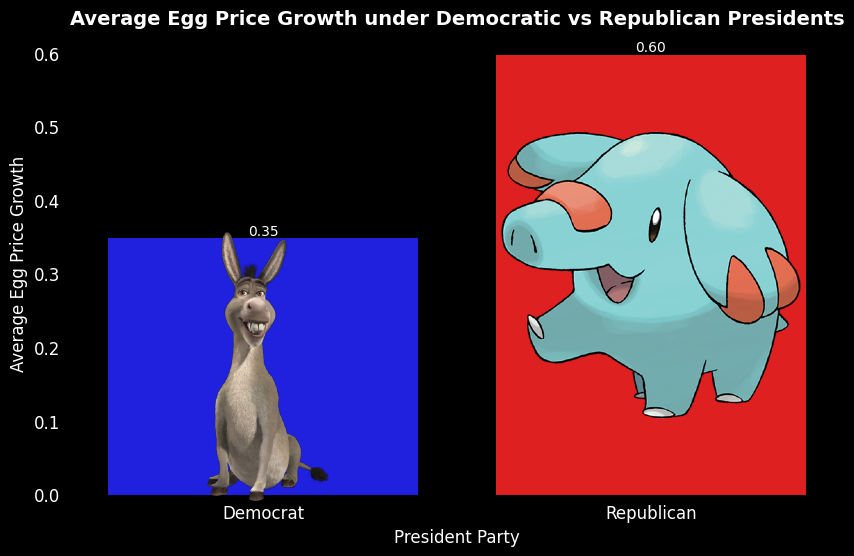 Average Egg Price Growth under Democratic vs Republican Presidents
Average Egg Price Growth
0.6
0.5
0.4
0.3
0.2
0.1
0.0
0.35
0.60
Democrat
Republican
President Party